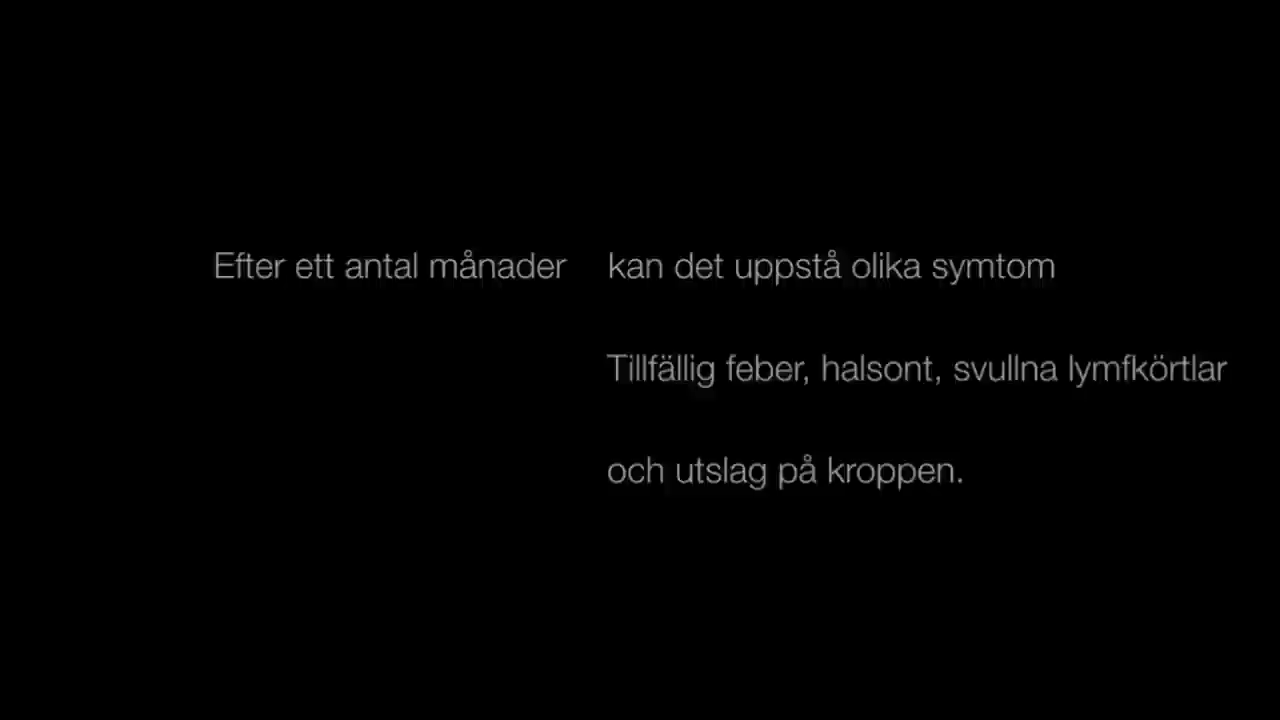 Efter ett antal månader kan det uppstå olika symtom
Tillfällig feber, halsont, svullna lymfkörtlar
och utslag på kroppen.